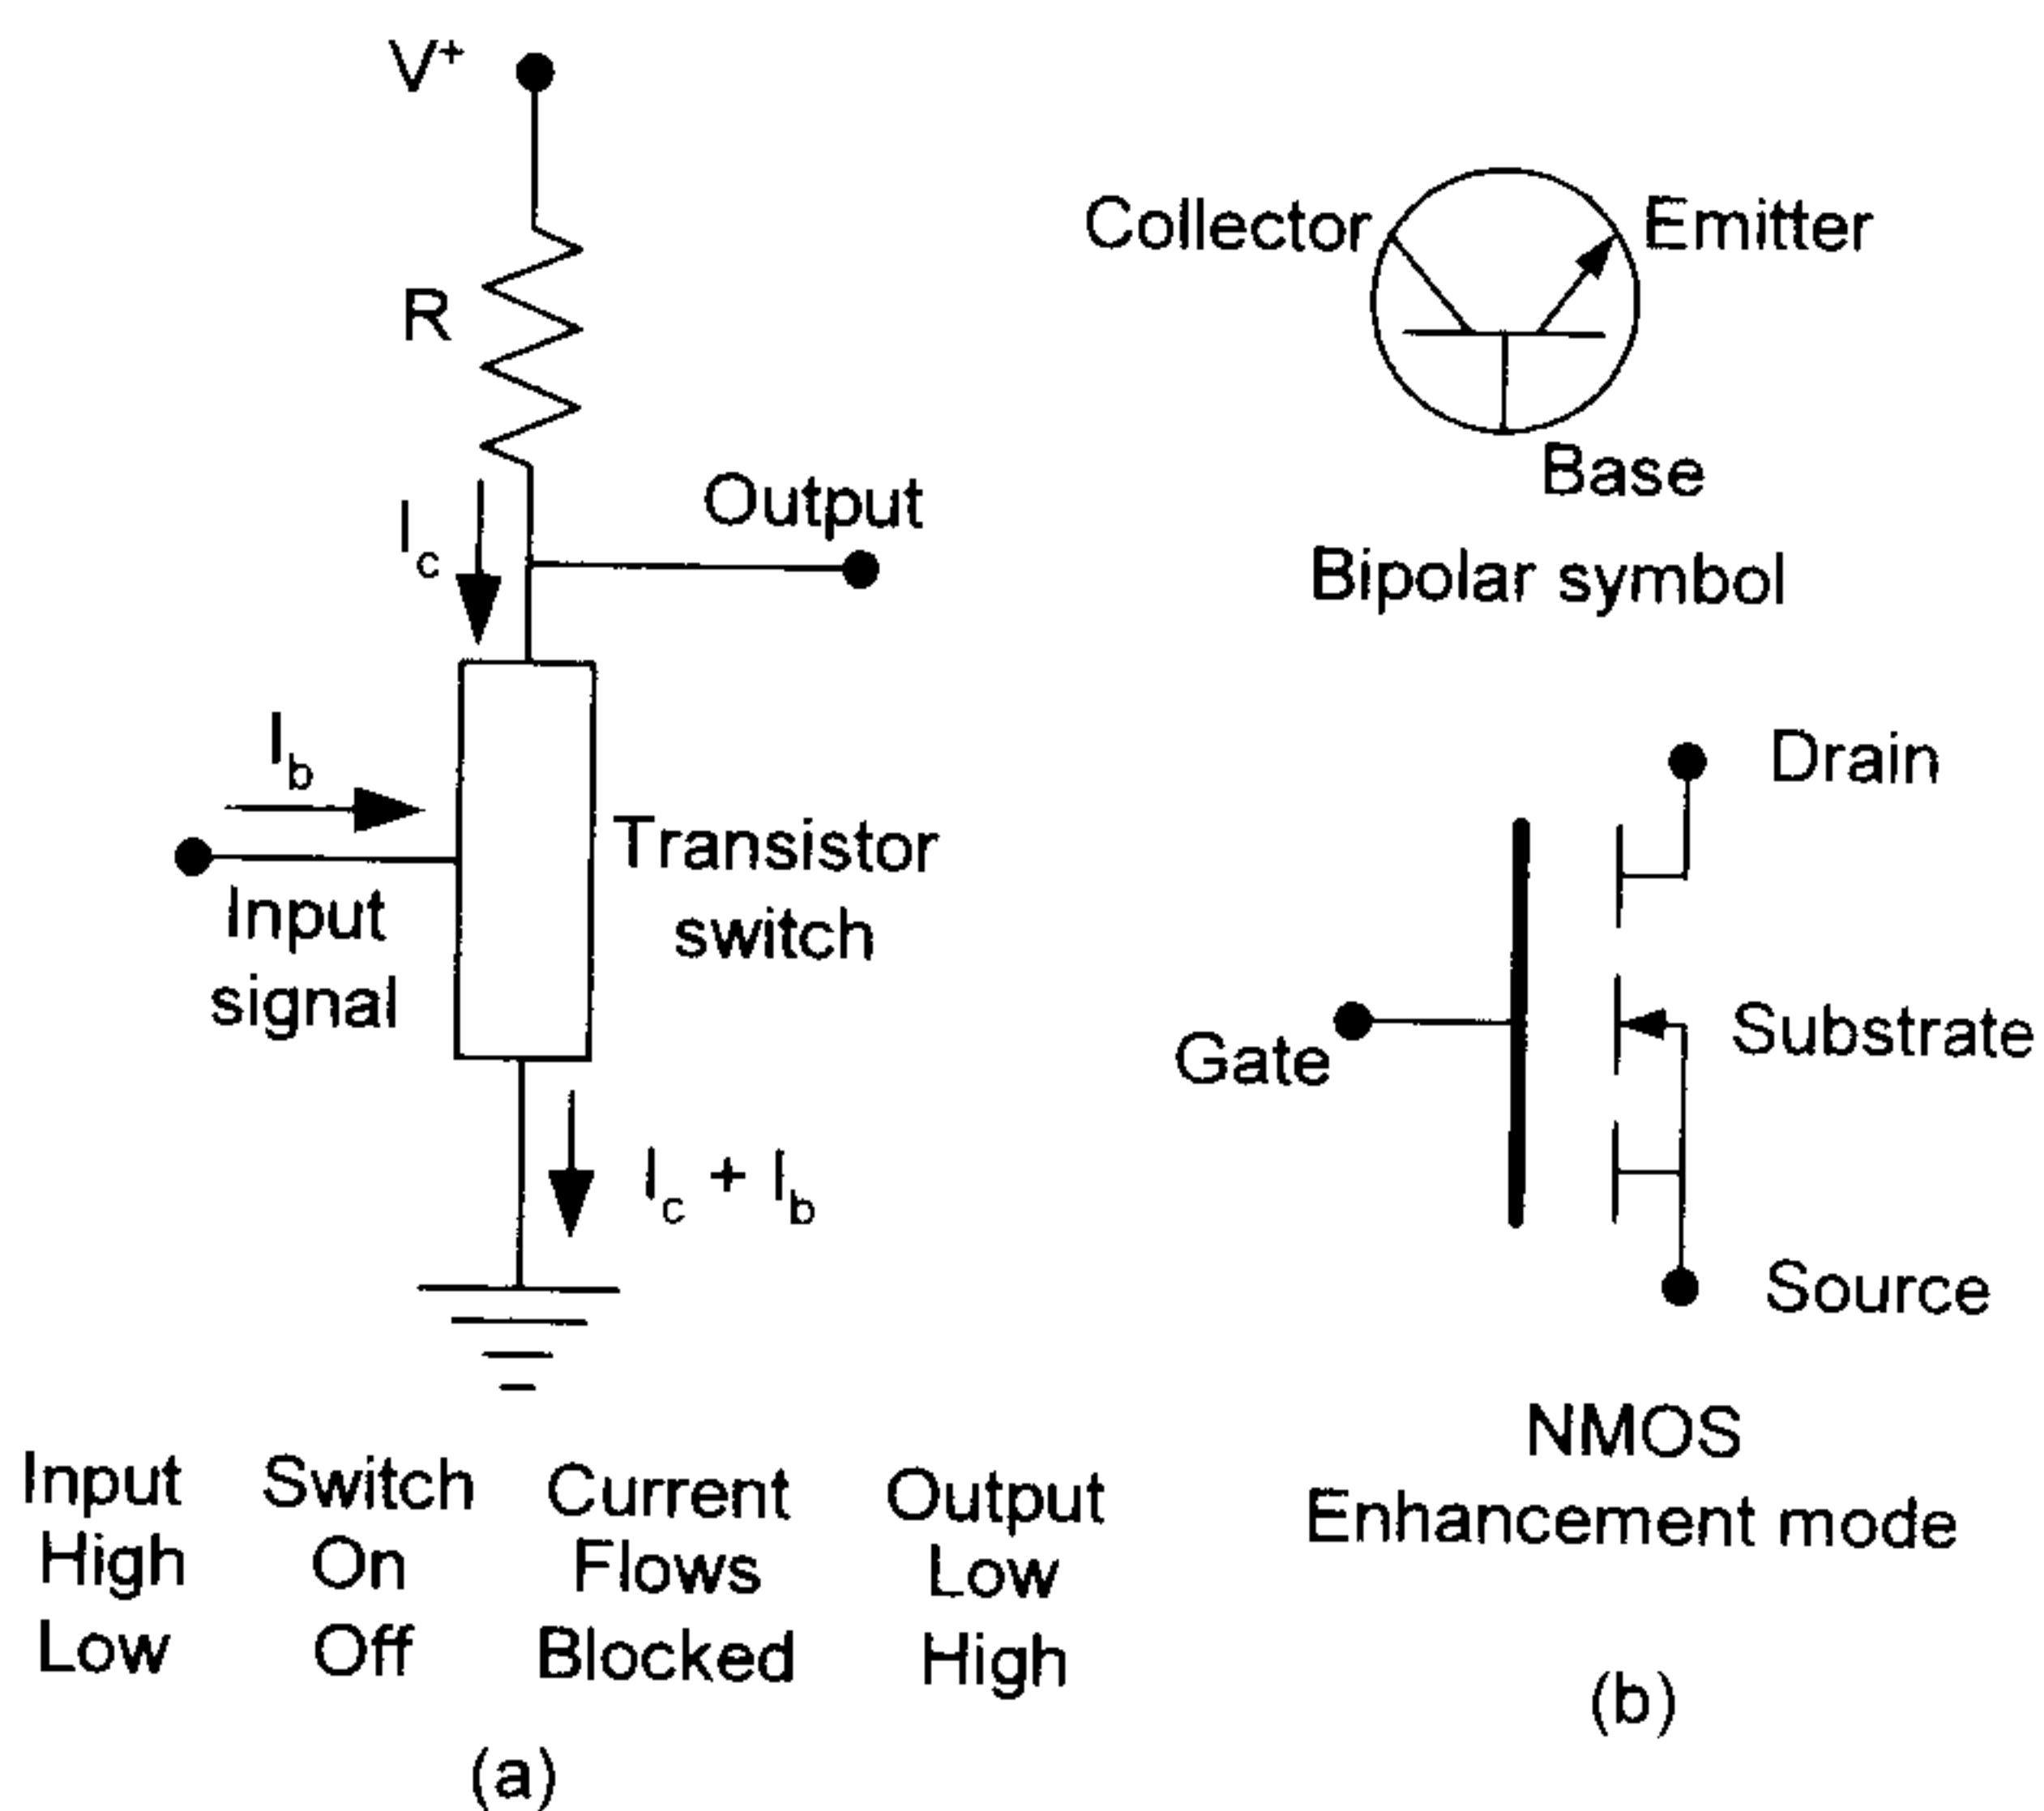 V+
R
Ic
Output
Ib
Input
signal
Transistor
switch
Ic + Ib
Input Switch Current Output
High On Flows Low
Low Off Blocked High
(a)
Collector
Emitter
Base
Bipolar symbol
Drain
Gate
Substrate
Source
NMOS
Enhancement mode
(b)